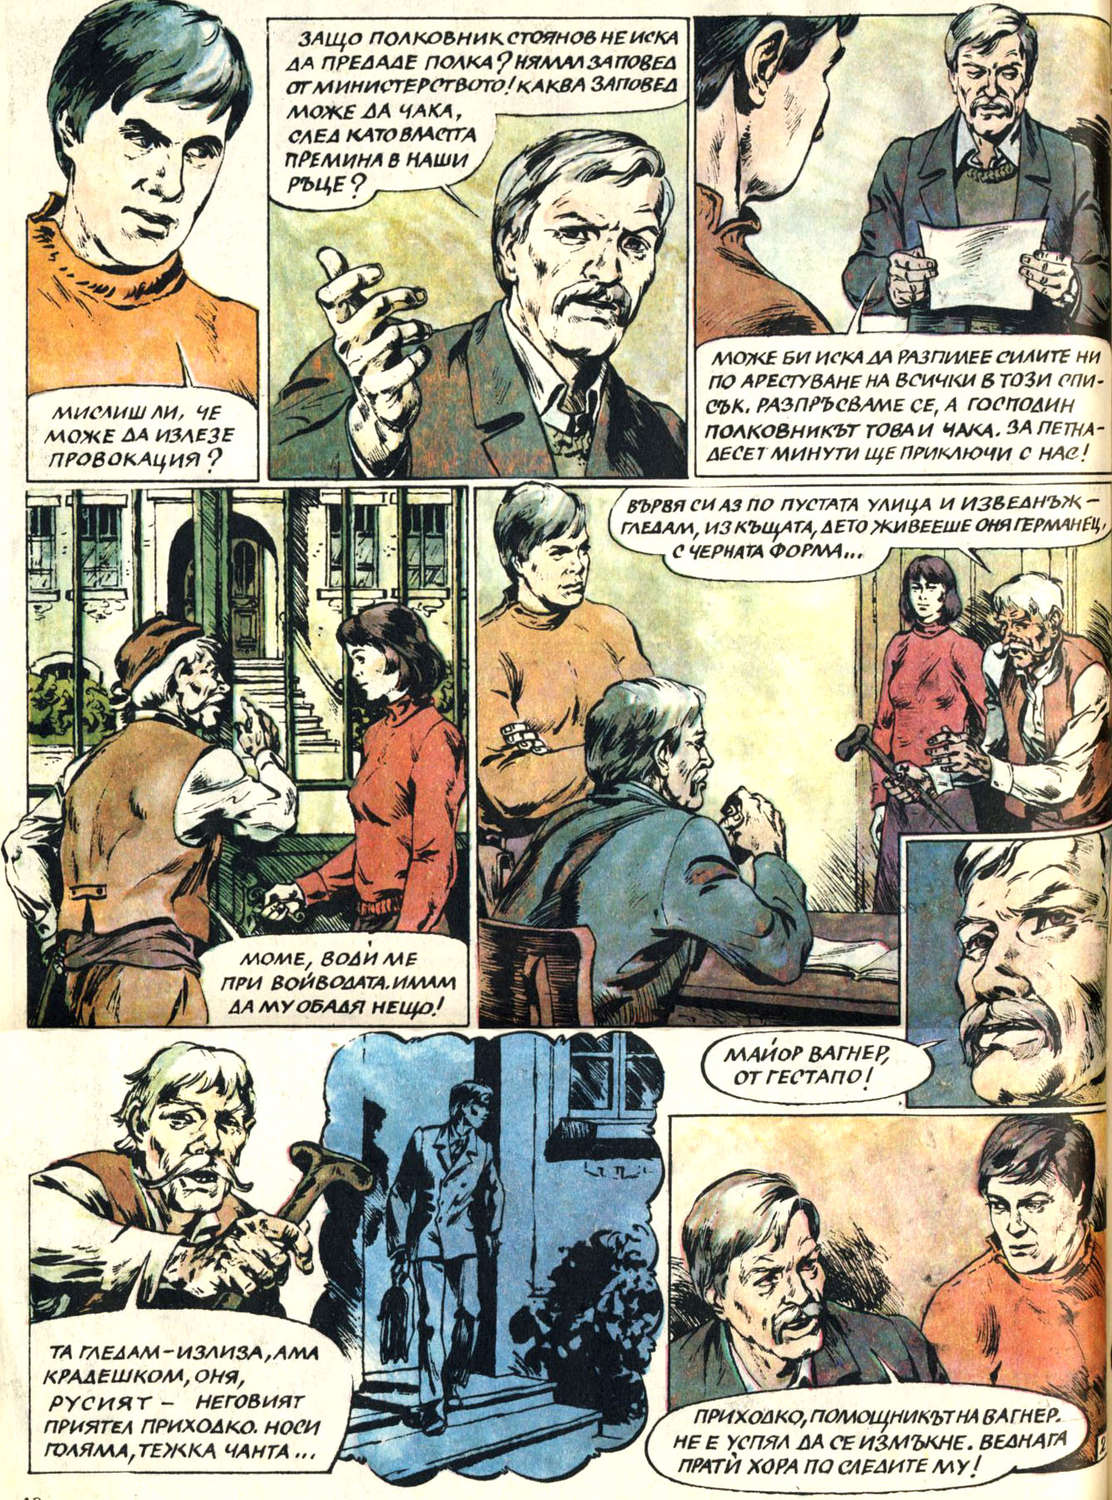 МИСЛИШ ЛИ, ЧЕ
МОЖЕ ДА ИЗЛЕЗЕ
ПРОВОКАЦИЯ?
ЗАЩО ПОЛКОВНИК СТОЯНОВ НЕ ИСКА
ДА ПРЕДАДЕ ПОЛКА? НЯМАЛ ЗАПОВЕД
ОТ МИНИСТЕРСТВОТО! КАКВА ЗАПОВЕД
МОЖЕ ДА ЧАКА,
СЛЕД КАТО ВЛАСТТА
ПРЕМИНА В НАШИ
РЪЦЕ?
МОЖЕ БИ ИСКА ДА РАЗПИЛЕЕ СИЛИТЕ НИ
ПО АРЕСТУВАНЕ НА ВСИЧКИ В ТОЗИ СПИ-
СЪК. РАЗПРЪСВАМЕ СЕ, А ГОСПОДИН
ПОЛКОВНИКЪТ ТОВА И ЧАКА. ЗА ПЕТНА-
ДЕСЕТ МИНУТИ ЩЕ ПРИКЛЮЧИ С НАС!
МОМЕ, ВОДИ́ МЕ
ПРИ ВОЙВОДАТА. ИМАМ
ДА МУ ОБАДЯ НЕЩО!
ВЪРВЯ СИ АЗ ПО ПУСТАТА УЛИЦА И ИЗВЕДНЪЖ –
ГЛЕДАМ, ИЗ КЪЩАТА, ДЕТО ЖИВЕЕШЕ ОНЯ ГЕРМАНЕЦ,
С ЧЕРНАТА ФОРМА...
МАЙОР ВАГНЕР,
ОТ ГЕСТАПО!
ТА ГЛЕДАМ – ИЗЛИЗА, АМА
КРАДЕШКОМ, ОНЯ,
РУСИЯТ – НЕГОВИЯТ
ПРИЯТЕЛ ПРИХОДКО. НОСИ
ГОЛЯМА, ТЕЖКА ЧАНТА...
ПРИХОДКО, ПОМОЩНИКЪТ НА ВАГНЕР.
НЕ Е УСПЯЛ ДА СЕ ИЗМЪКНЕ. ВЕДНАГА
ПРАТИ́ ХОРА ПО СЛЕДИТЕ МУ!